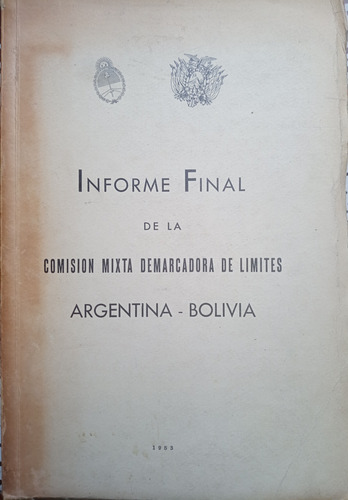 INFORME FINAL
DE LA
COMISION MIXTA DEMARCADORA DE LIMITES
ARGENTINA - BOLIVIA